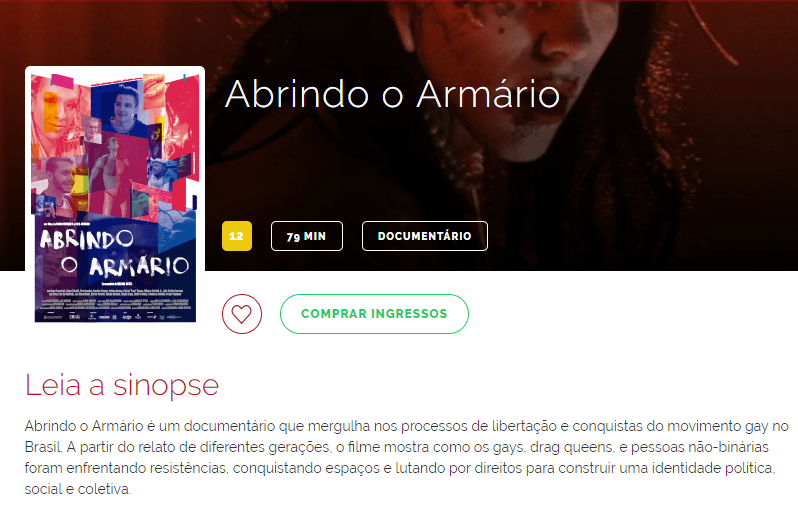 Abrindo o Armário
ABRINDO
O ARMÁRIO
12
79 MIN
DOCUMENTÁRIO
COMPRAR INGRESSOS
Leia a sinopse
Abrindo o Armário é um documentário que mergulha nos processos de libertação e conquistas do movimento gay no
Brasil. A partir do relato de diferentes gerações, o filme mostra como os gays, drag queens, e pessoas não-binárias
foram enfrentando resistências, conquistando espaços e lutando por direitos para construir uma identidade política,
social e coletiva.